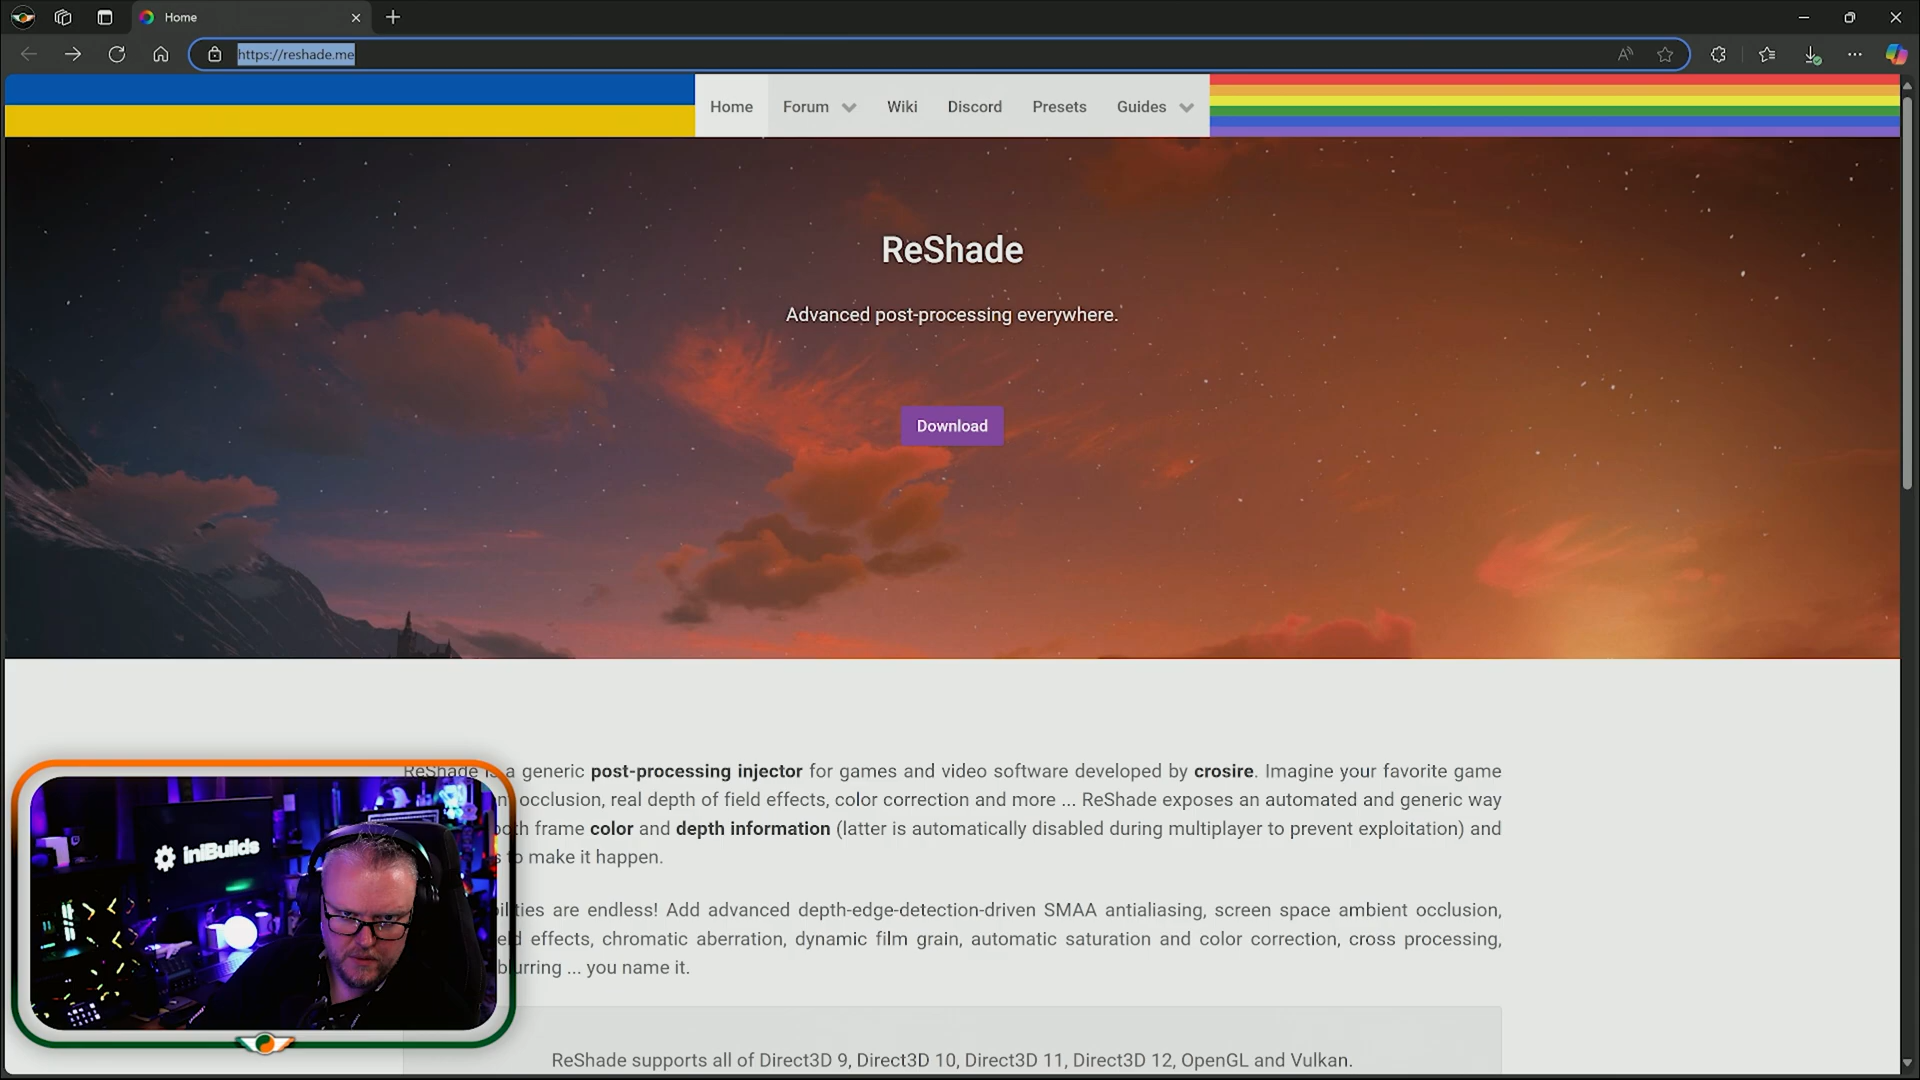 Home
https://reshade.me
Home Forum Wiki Discord Presets Guides
ReShade
Advanced post-processing everywhere.
Download
ReShade is a generic post-processing injector for games and video software developed by crosire. Imagine your favorite game
occlusion, real depth of field effects, color correction and more ... ReShade exposes an automated and generic way
both frame color and depth information (latter is automatically disabled during multiplayer to prevent exploitation) and
to make it happen.
are endless! Add advanced depth-edge-detection-driven SMAA antialiasing, screen space ambient occlusion,
effects, chromatic aberration, dynamic film grain, automatic saturation and color correction, cross processing,
... you name it.
ReShade supports all of Direct3D 9, Direct3D 10, Direct3D 11, Direct3D 12, OpenGL and Vulkan.
iniBuilds